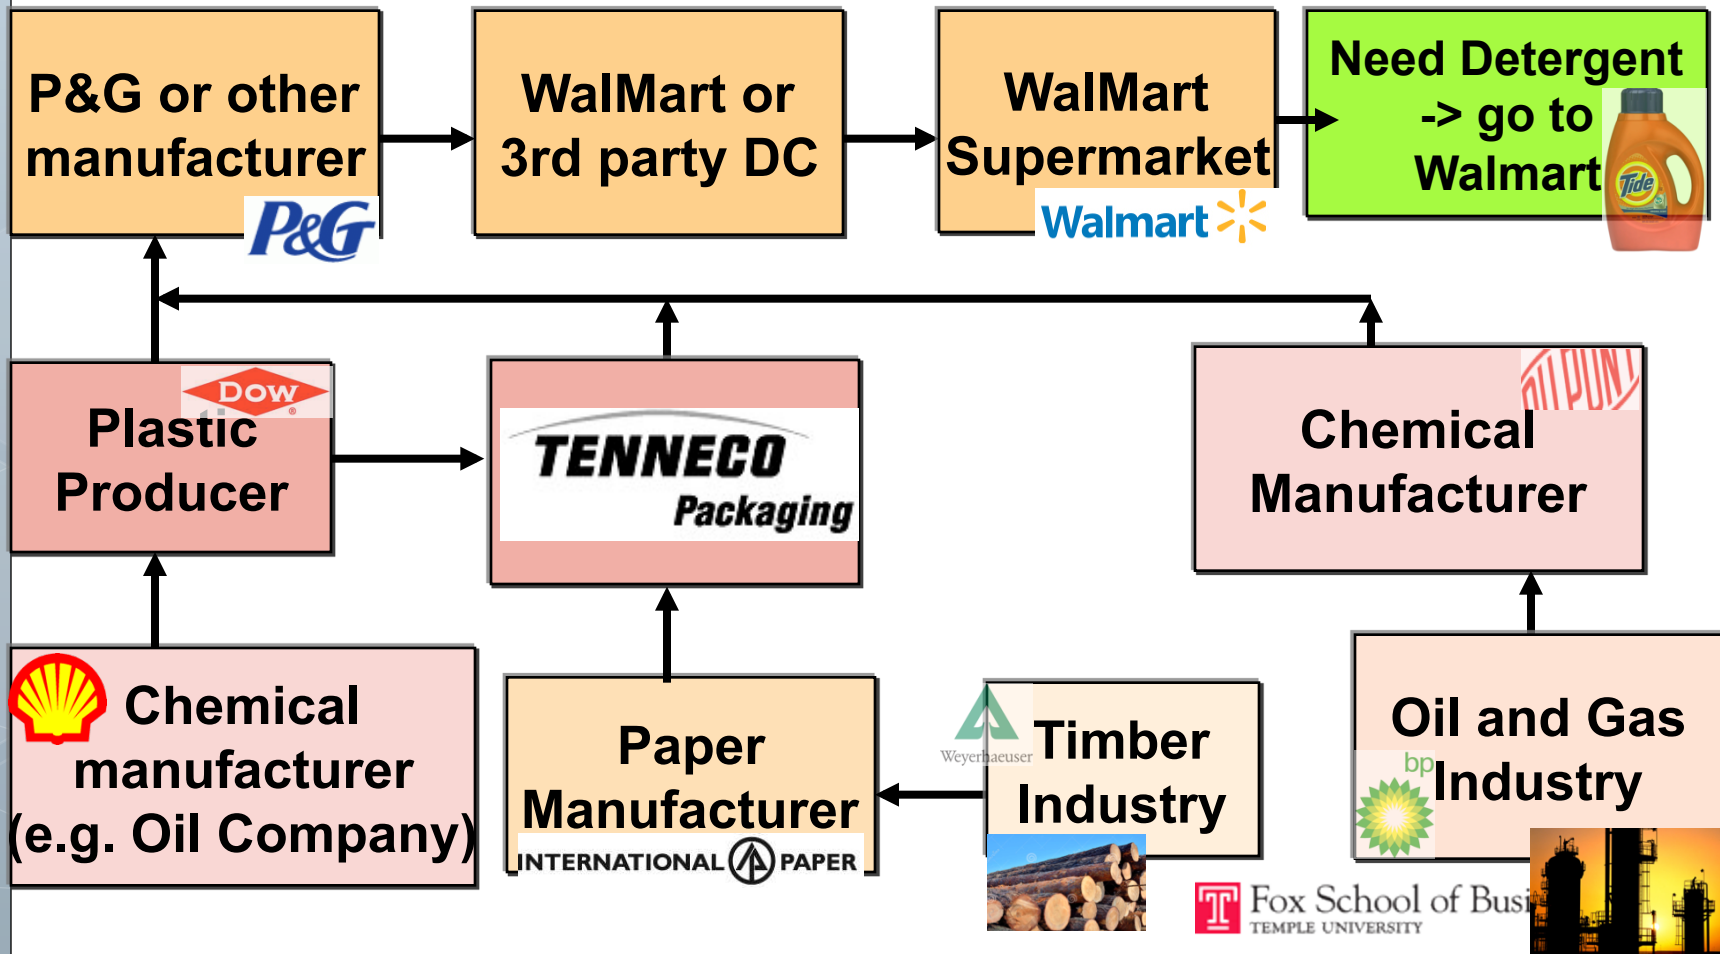 P&G or other
manufacturer
P&G
WalMart or
3rd party DC
WalMart
Supermarket
Walmart
Need Detergent
-> go to
Walmart
Tide
DOW
Plastic
Producer
TENNECO
Packaging
DUPONT
Chemical
Manufacturer
Chemical
manufacturer
(e.g. Oil Company)
Paper
Manufacturer
INTERNATIONAL PAPER
Weyerhaeuser
Timber
Industry
Oil and Gas
bp
Industry
Fox School of Busi
TEMPLE UNIVERSITY